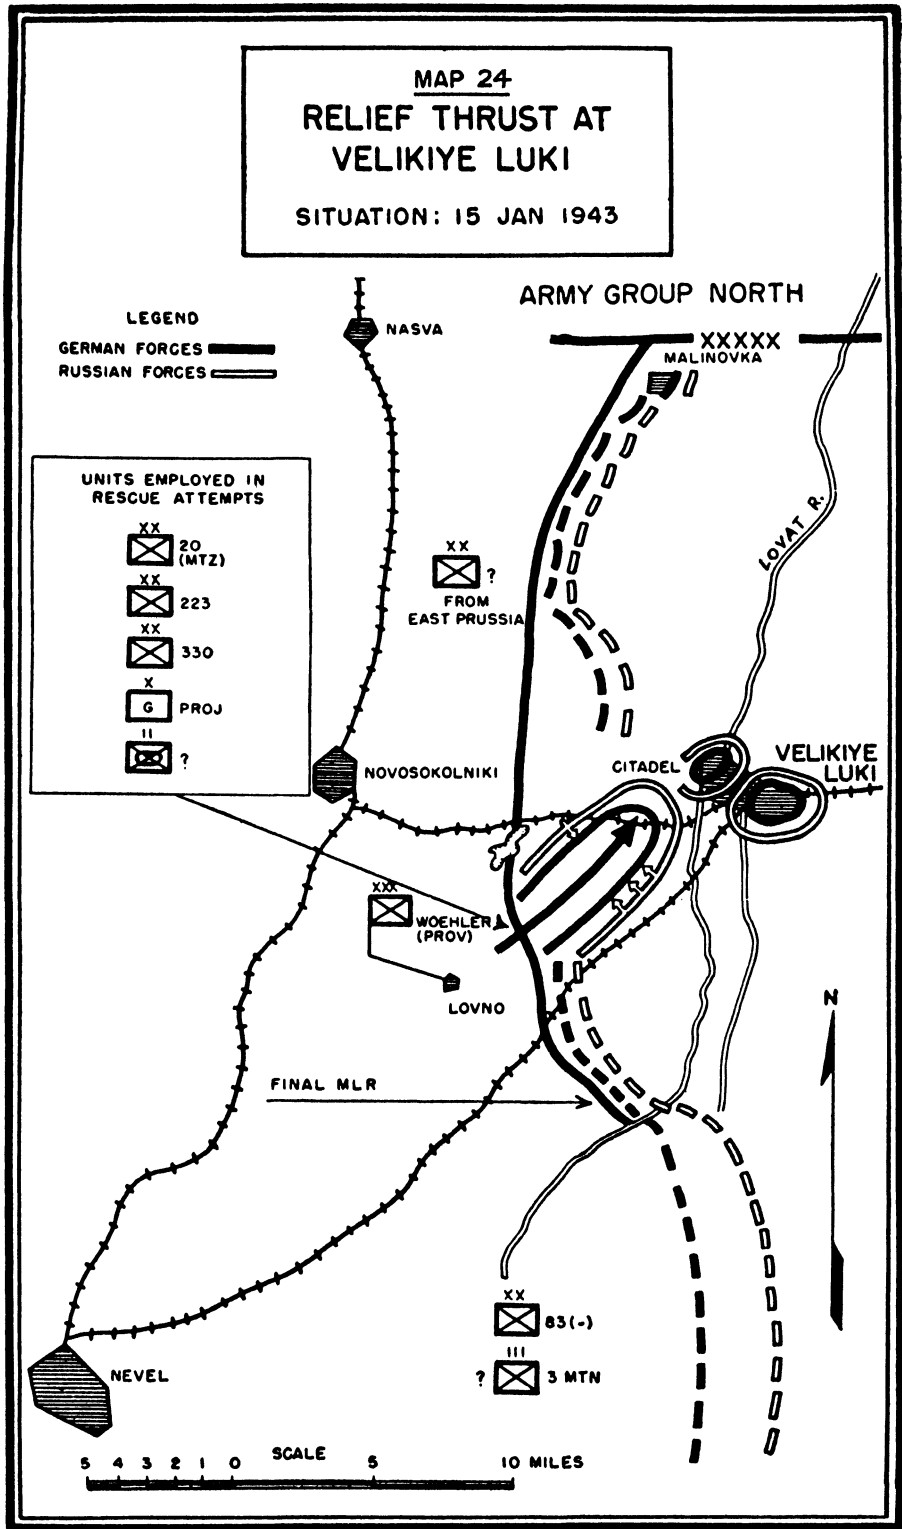 MAP 24
RELIEF THRUST AT
VELIKIYE LUKI
SITUATION: 15 JAN 1943
ARMY GROUP NORTH
XXXXX
LEGEND
GERMAN FORCES
RUSSIAN FORCES
NASVA
MALINOVKA
UNITS EMPLOYED IN
RESCUE ATTEMPTS
XX
20
(MTZ)
XX
223
XX
330
X
G PROJ
II
?
XX
?
FROM
EAST PRUSSIA
LOVAT R.
NOVOSOKOLNIKI
CITADEL
VELIKIYE
LUKI
XXX
WOEHLER
(PROV)
LOVNO
N
FINAL MLR
XX
83(-)
III
? 3 MTN
NEVEL
SCALE
5 4 3 2 1 0 5 10 MILES